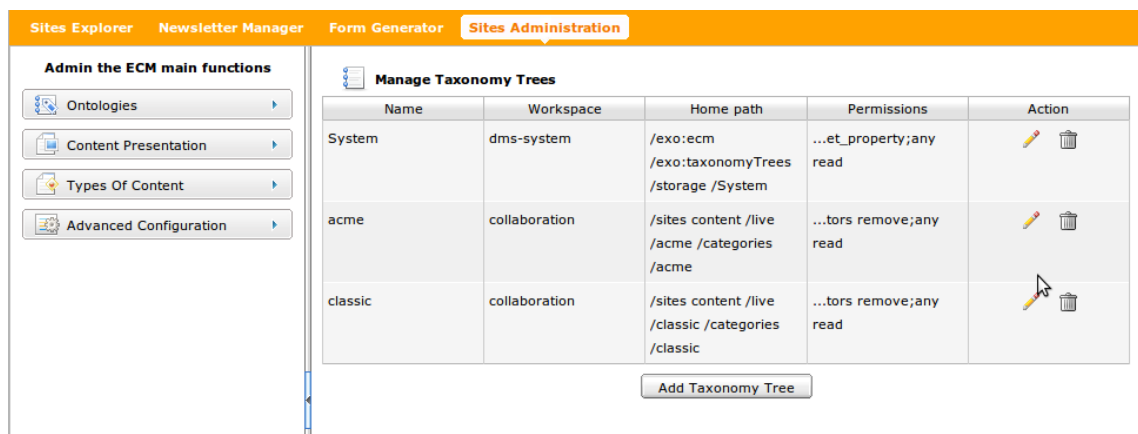 Sites Explorer Newsletter Manager Form Generator Sites Administration
Admin the ECM main functions
Ontologies
Content Presentation
Types Of Content
Advanced Configuration
Manage Taxonomy Trees
Name Workspace Home path Permissions Action
System dms-system /exo:ecm ...et_property;any
/exo:taxonomyTrees read
/storage /System
acme collaboration /sites content /live ...tors remove;any
/acme /categories read
/acme
classic collaboration /sites content /live ...tors remove;any
/classic /categories read
/classic
Add Taxonomy Tree